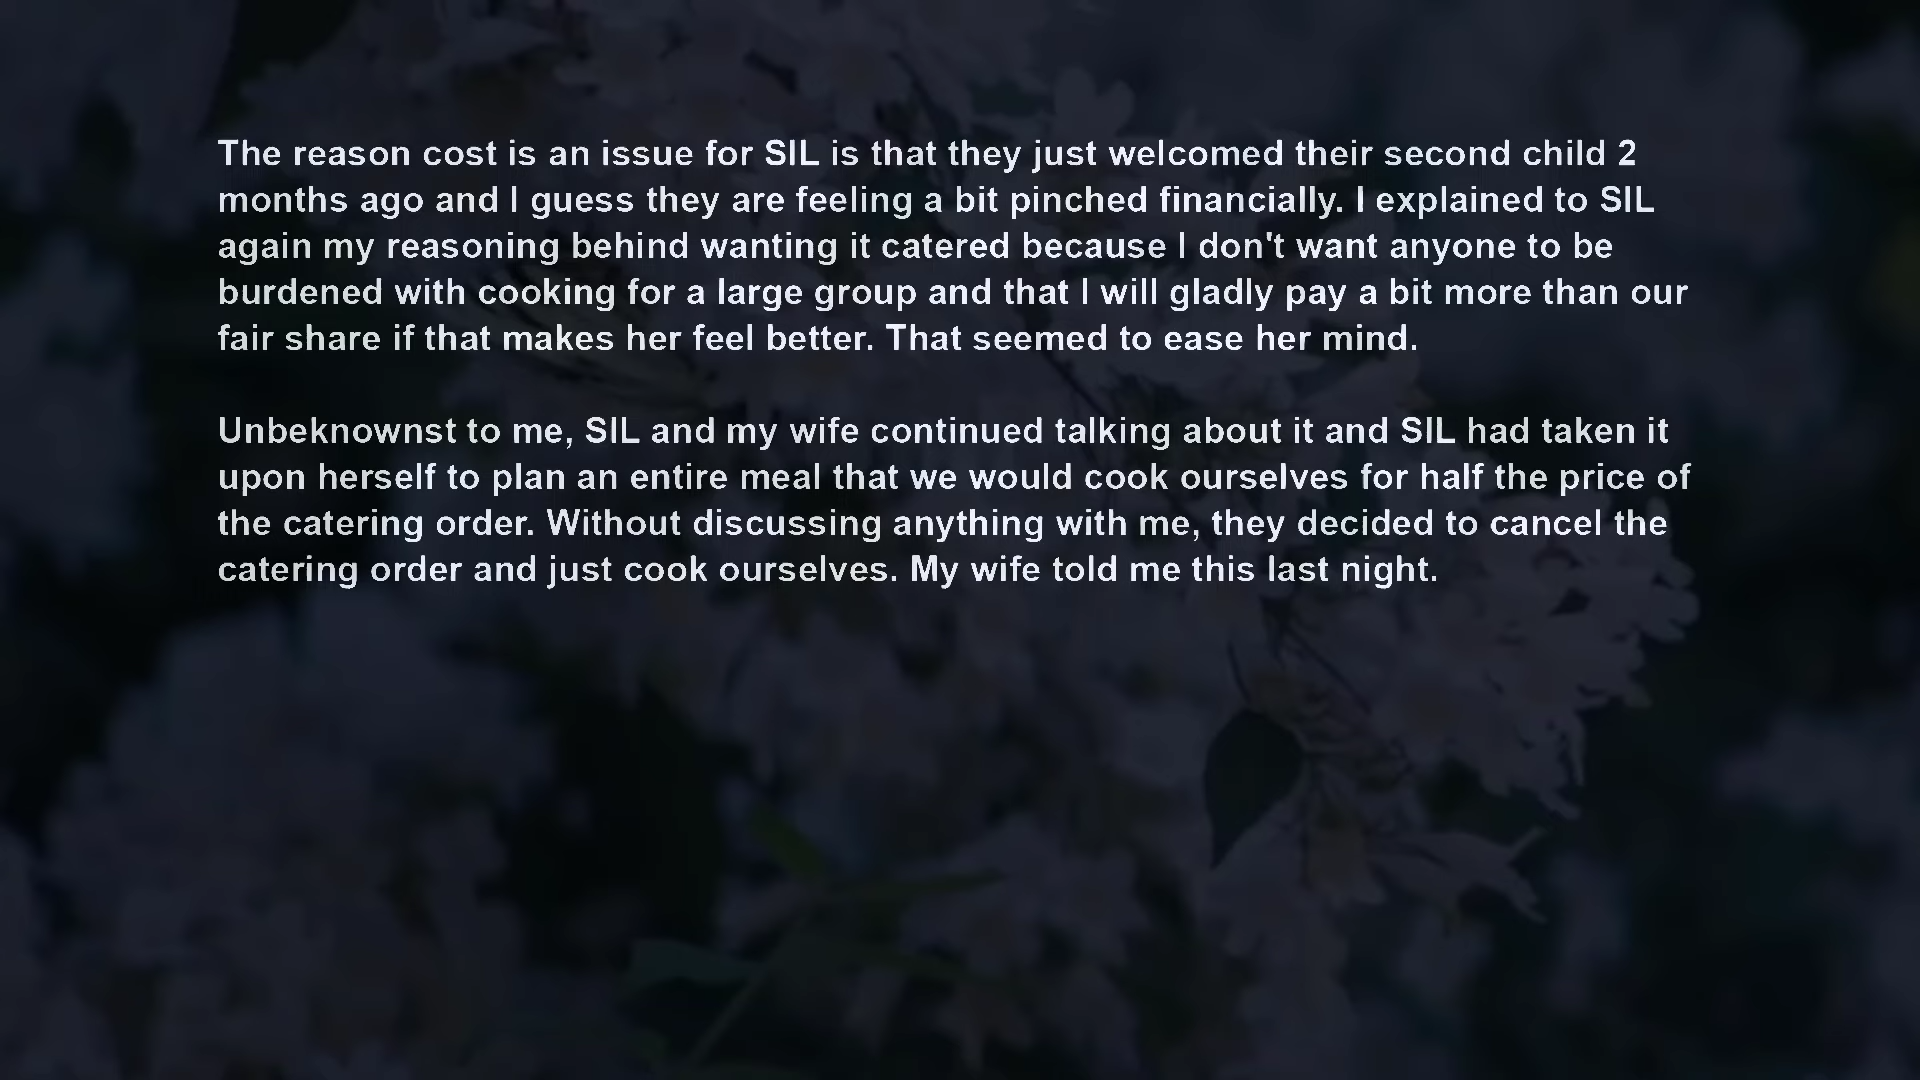 The reason cost is an issue for SIL is that they just welcomed their second child 2
months ago and I guess they are feeling a bit pinched financially. I explained to SIL
again my reasoning behind wanting it catered because I don't want anyone to be
burdened with cooking for a large group and that I will gladly pay a bit more than our
fair share if that makes her feel better. That seemed to ease her mind.
Unbeknownst to me, SIL and my wife continued talking about it and SIL had taken it
upon herself to plan an entire meal that we would cook ourselves for half the price of
the catering order. Without discussing anything with me, they decided to cancel the
catering order and just cook ourselves. My wife told me this last night.